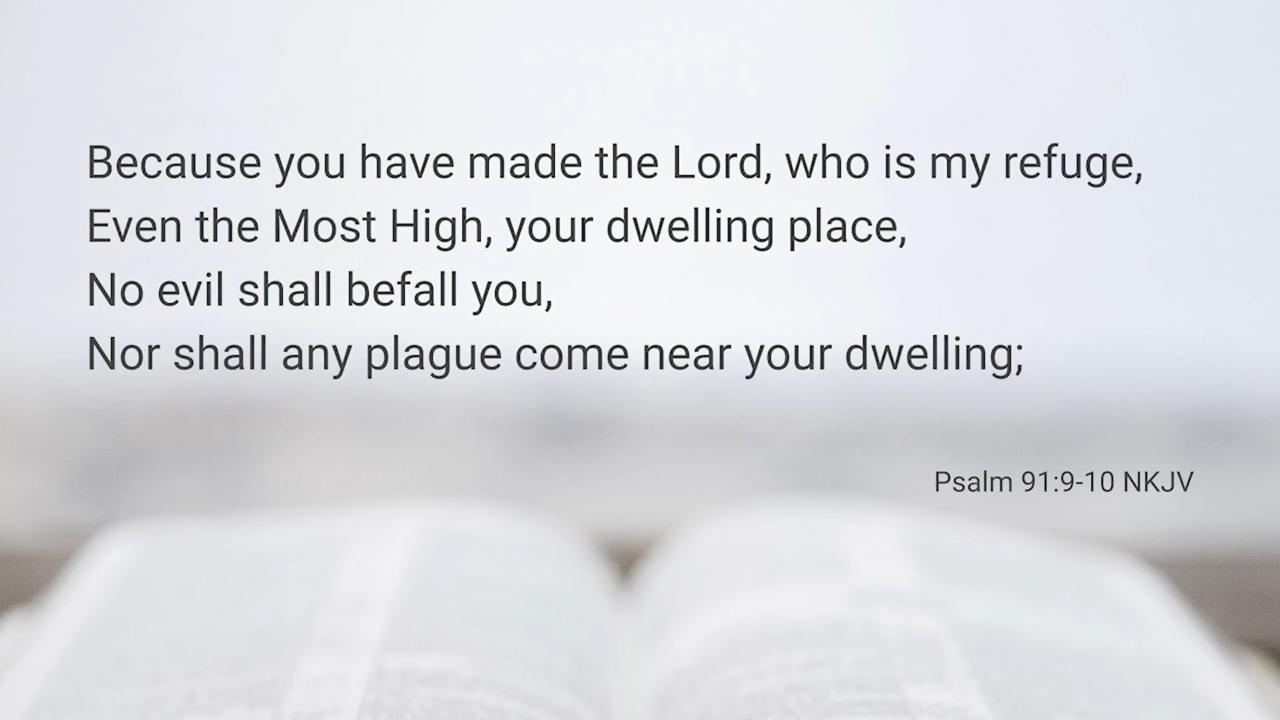 Because you have made the Lord, who is my refuge,
Even the Most High, your dwelling place,
No evil shall befall you,
Nor shall any plague come near your dwelling;
Psalm 91:9-10 NKJV